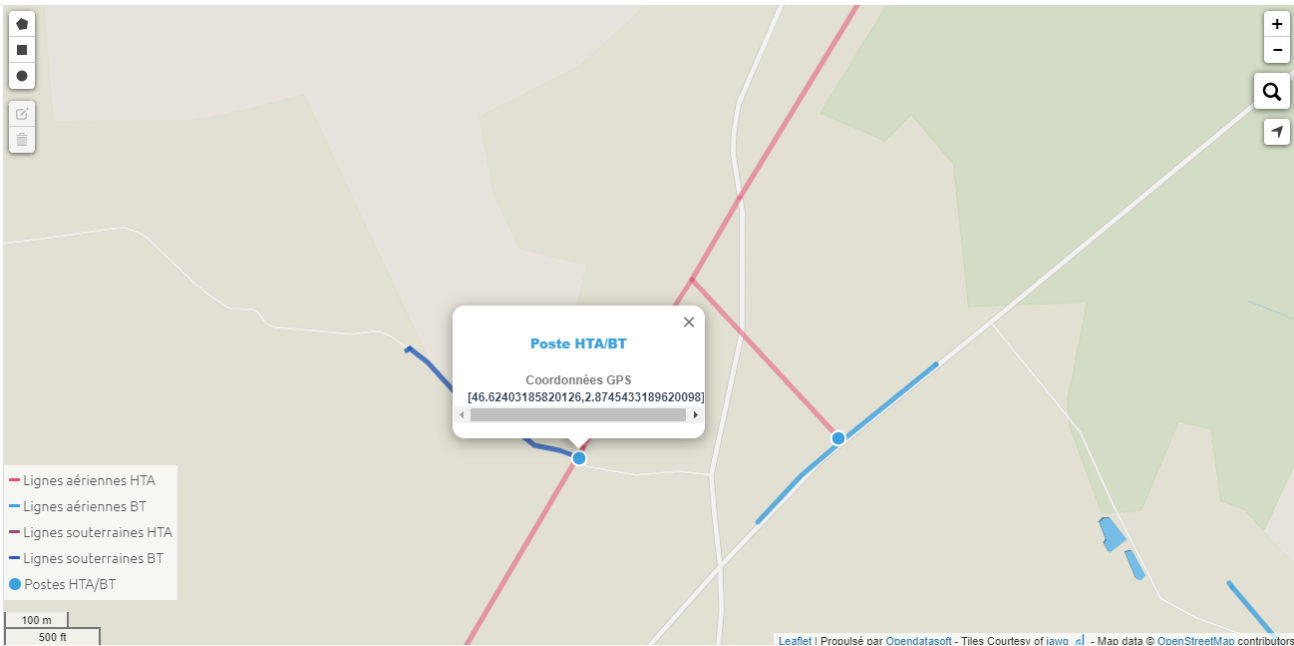 +
−
Poste HTA/BT
Coordonnées GPS
[46.62403185820126,2.8745433189620098]
Lignes aériennes HTA
Lignes aériennes BT
Lignes souterraines HTA
Lignes souterraines BT
Postes HTA/BT
100 m
500 ft
Leaflet | Propulsé par Opendatasoft - Tiles Courtesy of jawg - Map data © OpenStreetMap contributors